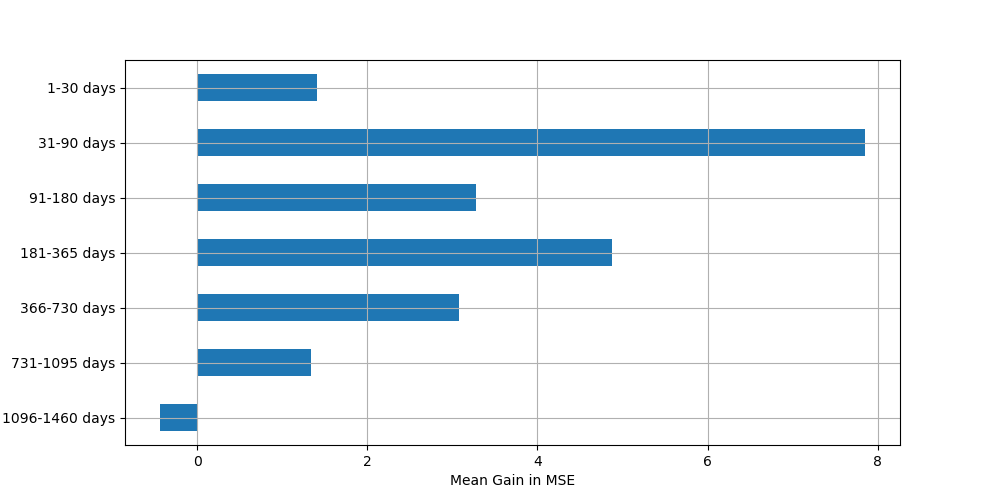 1-30 days
31-90 days
91-180 days
181-365 days
366-730 days
731-1095 days
1096-1460 days
0 2 4 6 8
Mean Gain in MSE